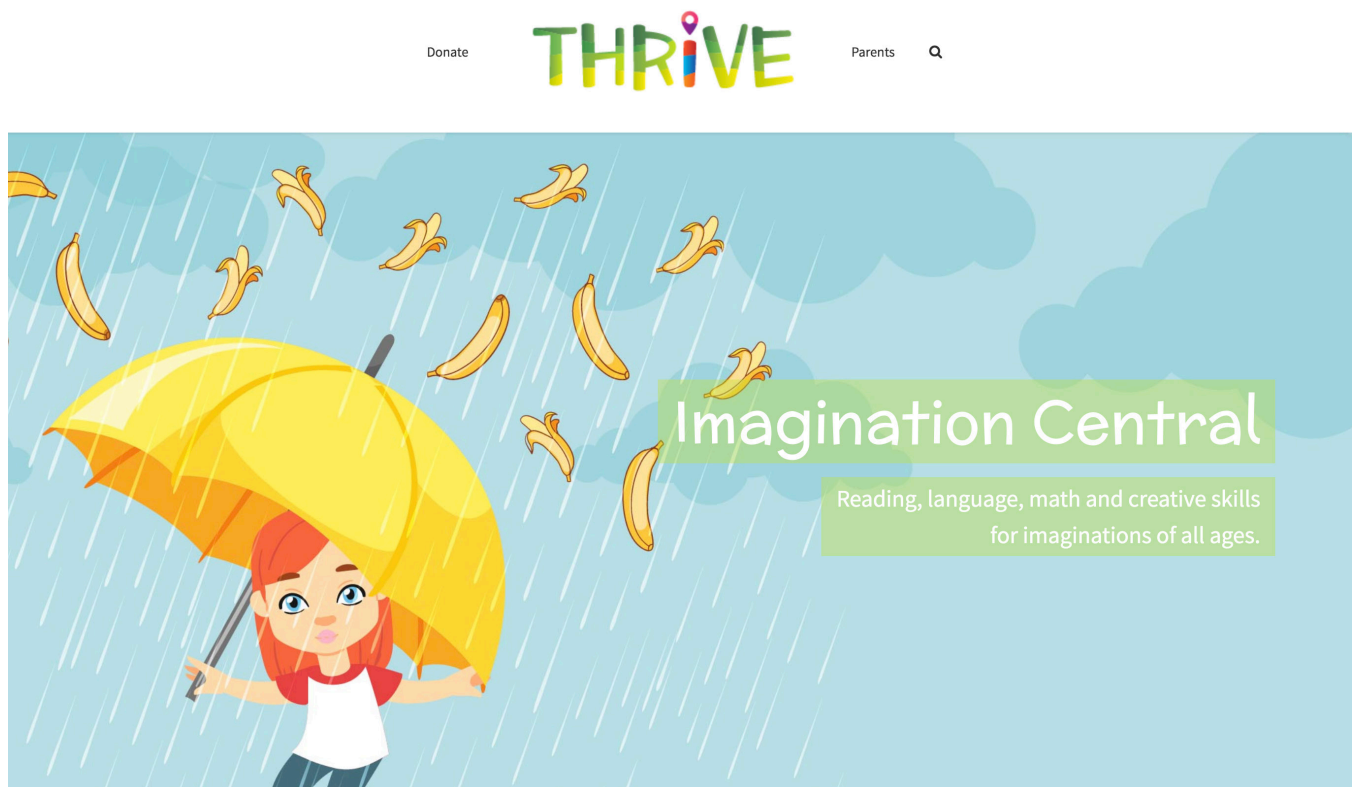 Donate
THRIVE
Parents
Imagination Central
Reading, language, math and creative skills
for imaginations of all ages.